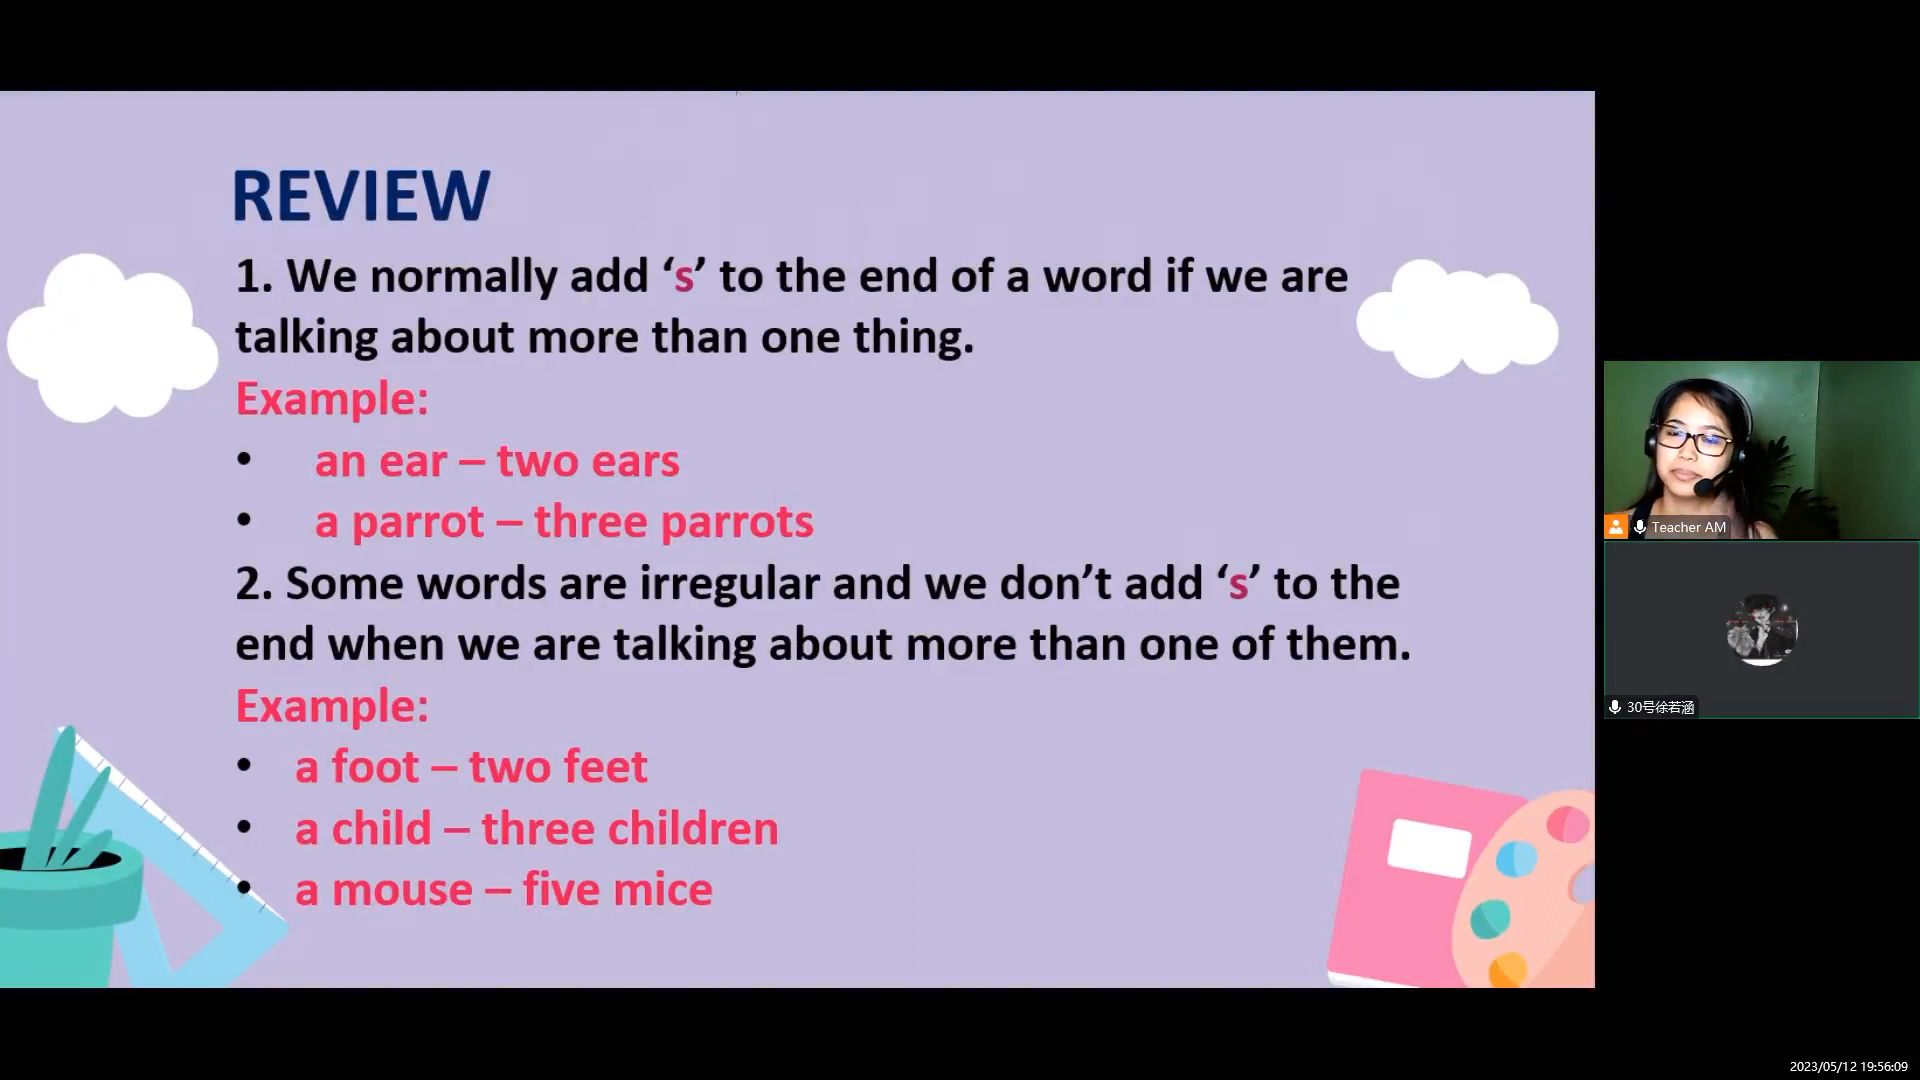 REVIEW
1. We normally add ‘s’ to the end of a word if we are
talking about more than one thing.
Example:
• an ear – two ears
• a parrot – three parrots
2. Some words are irregular and we don’t add ‘s’ to the
end when we are talking about more than one of them.
Example:
• a foot – two feet
• a child – three children
• a mouse – five mice
Teacher AM
30号徐若涵
2023/05/12 19:56:09